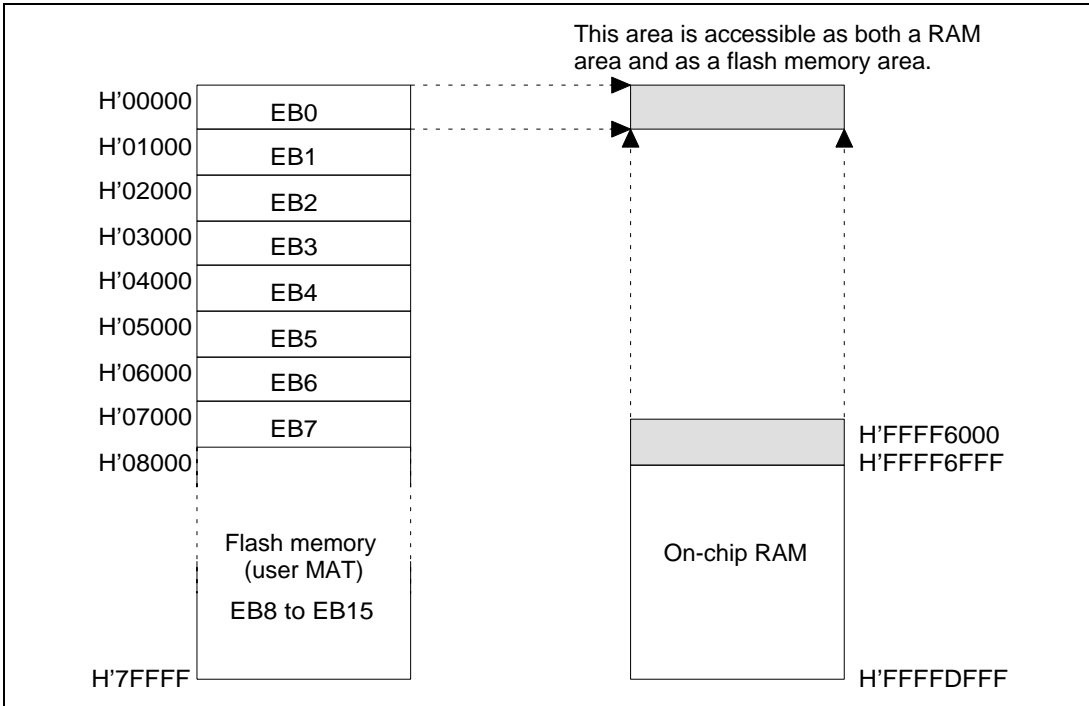 This area is accessible as both a RAM
area and as a flash memory area.
H'00000
EB0
H'01000
EB1
H'02000
EB2
H'03000
EB3
H'04000
EB4
H'05000
EB5
H'06000
EB6
H'07000
EB7
H'08000
Flash memory
(user MAT)
EB8 to EB15
H'7FFFF
H'FFFF6000
H'FFFF6FFF
On-chip RAM
H'FFFFDFFF